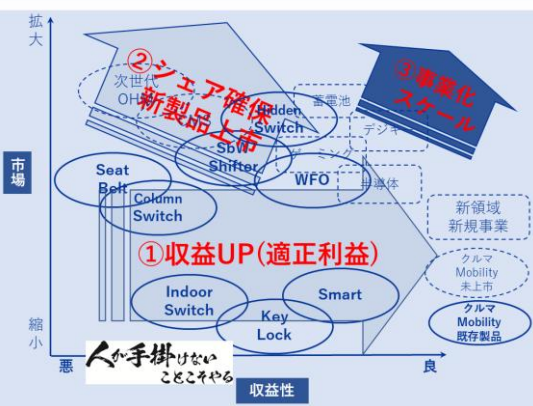 拡
大
②シェア確保
新製品上市
③事業化
スケール
次世代
蓄電池
Hidden
Switch
デジキ
SbW
Shifter
ゲーミング
WFO
半導体
Seat
Belt
Column
Switch
市
場
新領域
新規事業
①収益UP(適正利益)
クルマ
Mobility
未上市
Indoor
Switch
Smart
Key
Lock
クルマ
Mobility
既存製品
縮
小
悪
人が手掛けない
ことこそやる
良
収益性